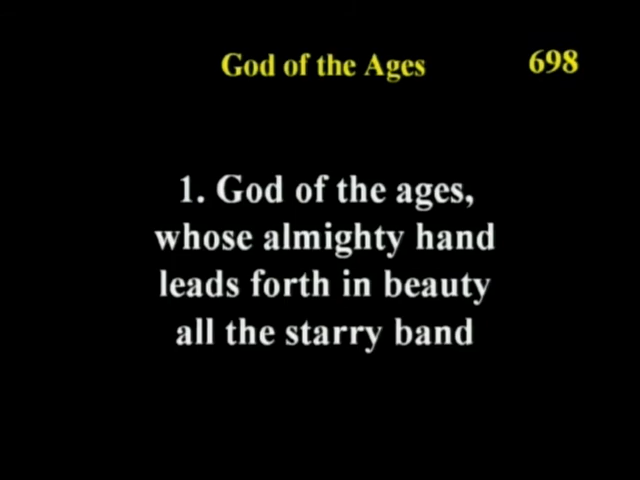 God of the Ages 698
1. God of the ages,
whose almighty hand
leads forth in beauty
all the starry band